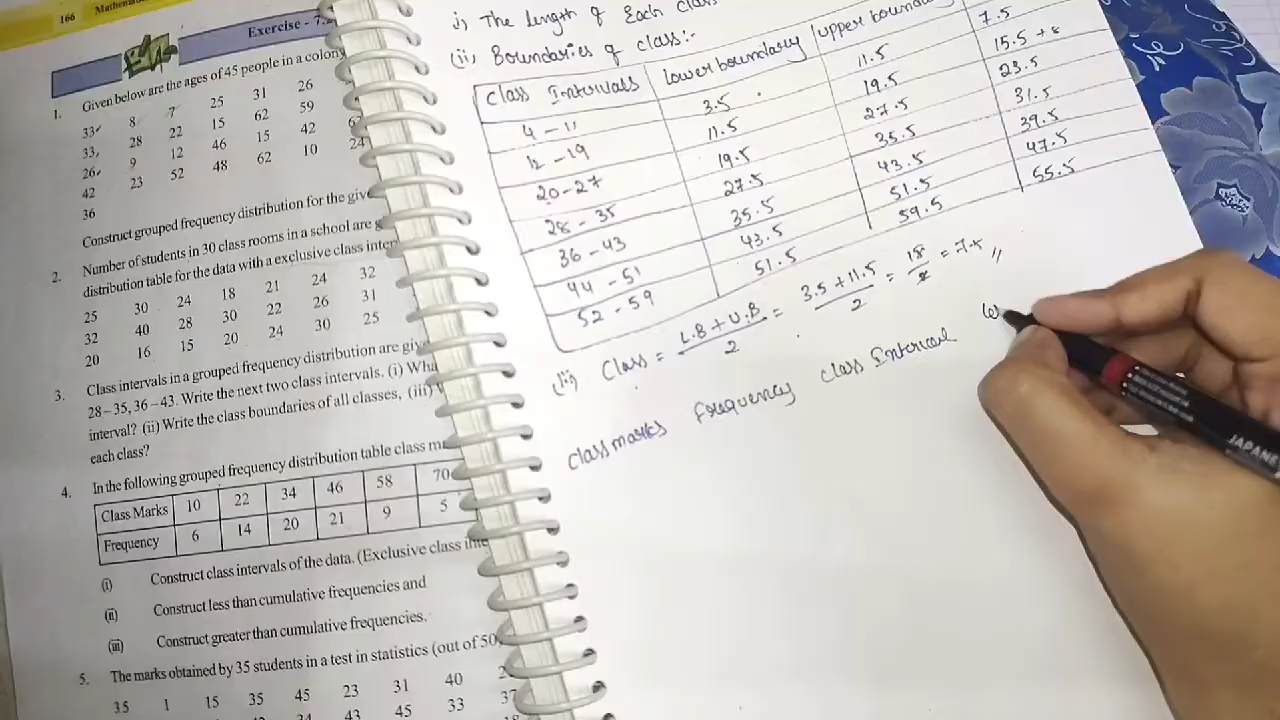 166 Mathema
Exercise - 7.
1. Given below are the ages of 45 people in a colony
33 8 7 25 31 26
33, 28 22 15 62 59
26 9 12 46 15 42 6
42 23 52 48 62 10 24
36
Construct grouped frequency distribution for the give
2. Number of students in 30 class rooms in a school are g
distribution table for the data with a exclusive class inter
25 30 24 18 21 24 32
32 40 28 30 22 26 31
20 16 15 20 24 30 25
3. Class intervals in a grouped frequency distribution are giv
28 – 35, 36 – 43. Write the next two class intervals. (i) Wha
interval? (ii) Write the class boundaries of all classes, (iii)
each class?
4. In the following grouped frequency distribution table class m
Class Marks 10 22 34 46 58 70
Frequency 6 14 20 21 9 5
(i) Construct class intervals of the data. (Exclusive class inte
(ii) Construct less than cumulative frequencies and
(iii) Construct greater than cumulative frequencies.
5. The marks obtained by 35 students in a test in statistics (out of 50
35 1 15 35 45 23 31 40 2
43 45 33 37
i) The length of Each class
(ii) Boundaries of class:-
class Intervals lower boundary upper boundary
4 - 11 3.5 11.5 7.5
12 - 19 11.5 19.5 15.5 + 8
20 - 27 19.5 27.5 23.5
28 - 35 27.5 35.5 31.5
36 - 43 35.5 43.5 39.5
44 - 51 43.5 51.5 47.5
52 - 59 51.5 59.5 55.5
(iii) Class = L.B + U.B / 2 = 3.5 + 11.5 / 2 = 15 / 2 = 7.5 //
class marks frequency class Interval
JAPANE